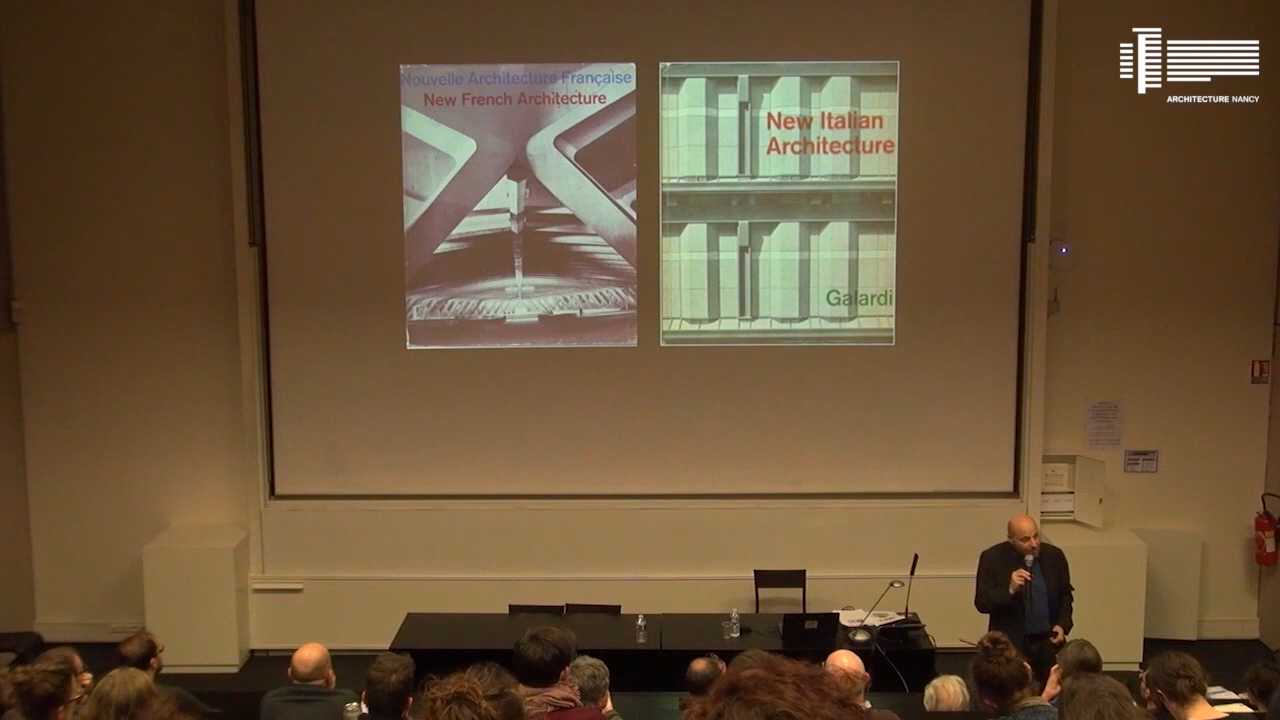 Nouvelle Architecture Française
New French Architecture
New Italian
Architecture
Galardi
ARCHITECTURE NANCY